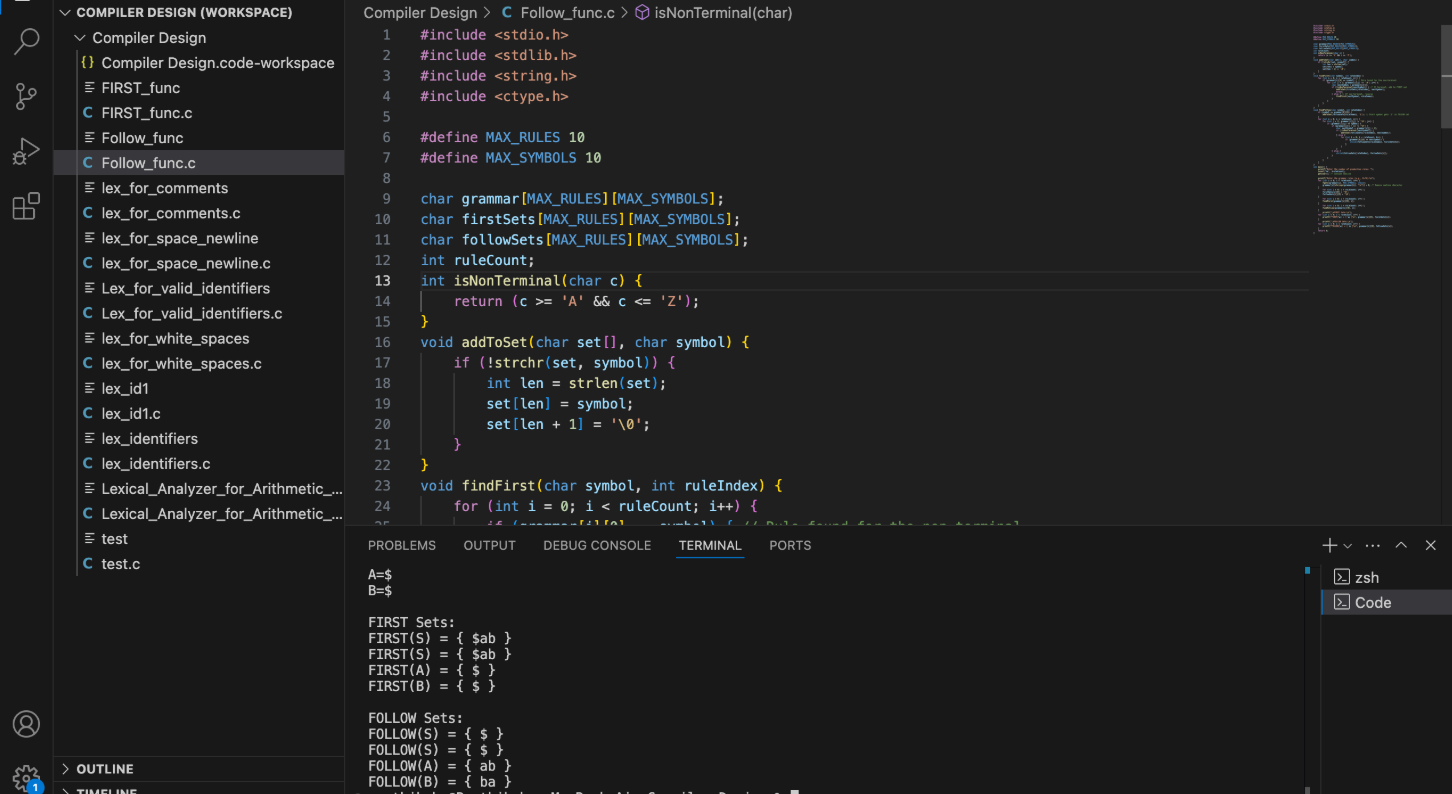 COMPILER DESIGN (WORKSPACE)
Compiler Design
{} Compiler Design.code-workspace
FIRST_func
C FIRST_func.c
Follow_func
C Follow_func.c
lex_for_comments
C lex_for_comments.c
lex_for_space_newline
C lex_for_space_newline.c
Lex_for_valid_identifiers
C Lex_for_valid_identifiers.c
lex_for_white_spaces
C lex_for_white_spaces.c
lex_id1
C lex_id1.c
lex_identifiers
C lex_identifiers.c
Lexical_Analyzer_for_Arithmetic_...
C Lexical_Analyzer_for_Arithmetic_...
test
C test.c
OUTLINE
TIMELINE
1
Compiler Design > C Follow_func.c > isNonTerminal(char)
1 #include <stdio.h>
2 #include <stdlib.h>
3 #include <string.h>
4 #include <ctype.h>
5
6 #define MAX_RULES 10
7 #define MAX_SYMBOLS 10
8
9 char grammar[MAX_RULES][MAX_SYMBOLS];
10 char firstSets[MAX_RULES][MAX_SYMBOLS];
11 char followSets[MAX_RULES][MAX_SYMBOLS];
12 int ruleCount;
13 int isNonTerminal(char c) {
14 return (c >= 'A' && c <= 'Z');
15 }
16 void addToSet(char set[], char symbol) {
17 if (!strchr(set, symbol)) {
18 int len = strlen(set);
19 set[len] = symbol;
20 set[len + 1] = '\0';
21 }
22 }
23 void findFirst(char symbol, int ruleIndex) {
24 for (int i = 0; i < ruleCount; i++) {
PROBLEMS OUTPUT DEBUG CONSOLE TERMINAL PORTS
A=$
B=$
FIRST Sets:
FIRST(S) = { $ab }
FIRST(S) = { $ab }
FIRST(A) = { $ }
FIRST(B) = { $ }
FOLLOW Sets:
FOLLOW(S) = { $ }
FOLLOW(S) = { $ }
FOLLOW(A) = { ab }
FOLLOW(B) = { ba }
zsh
Code